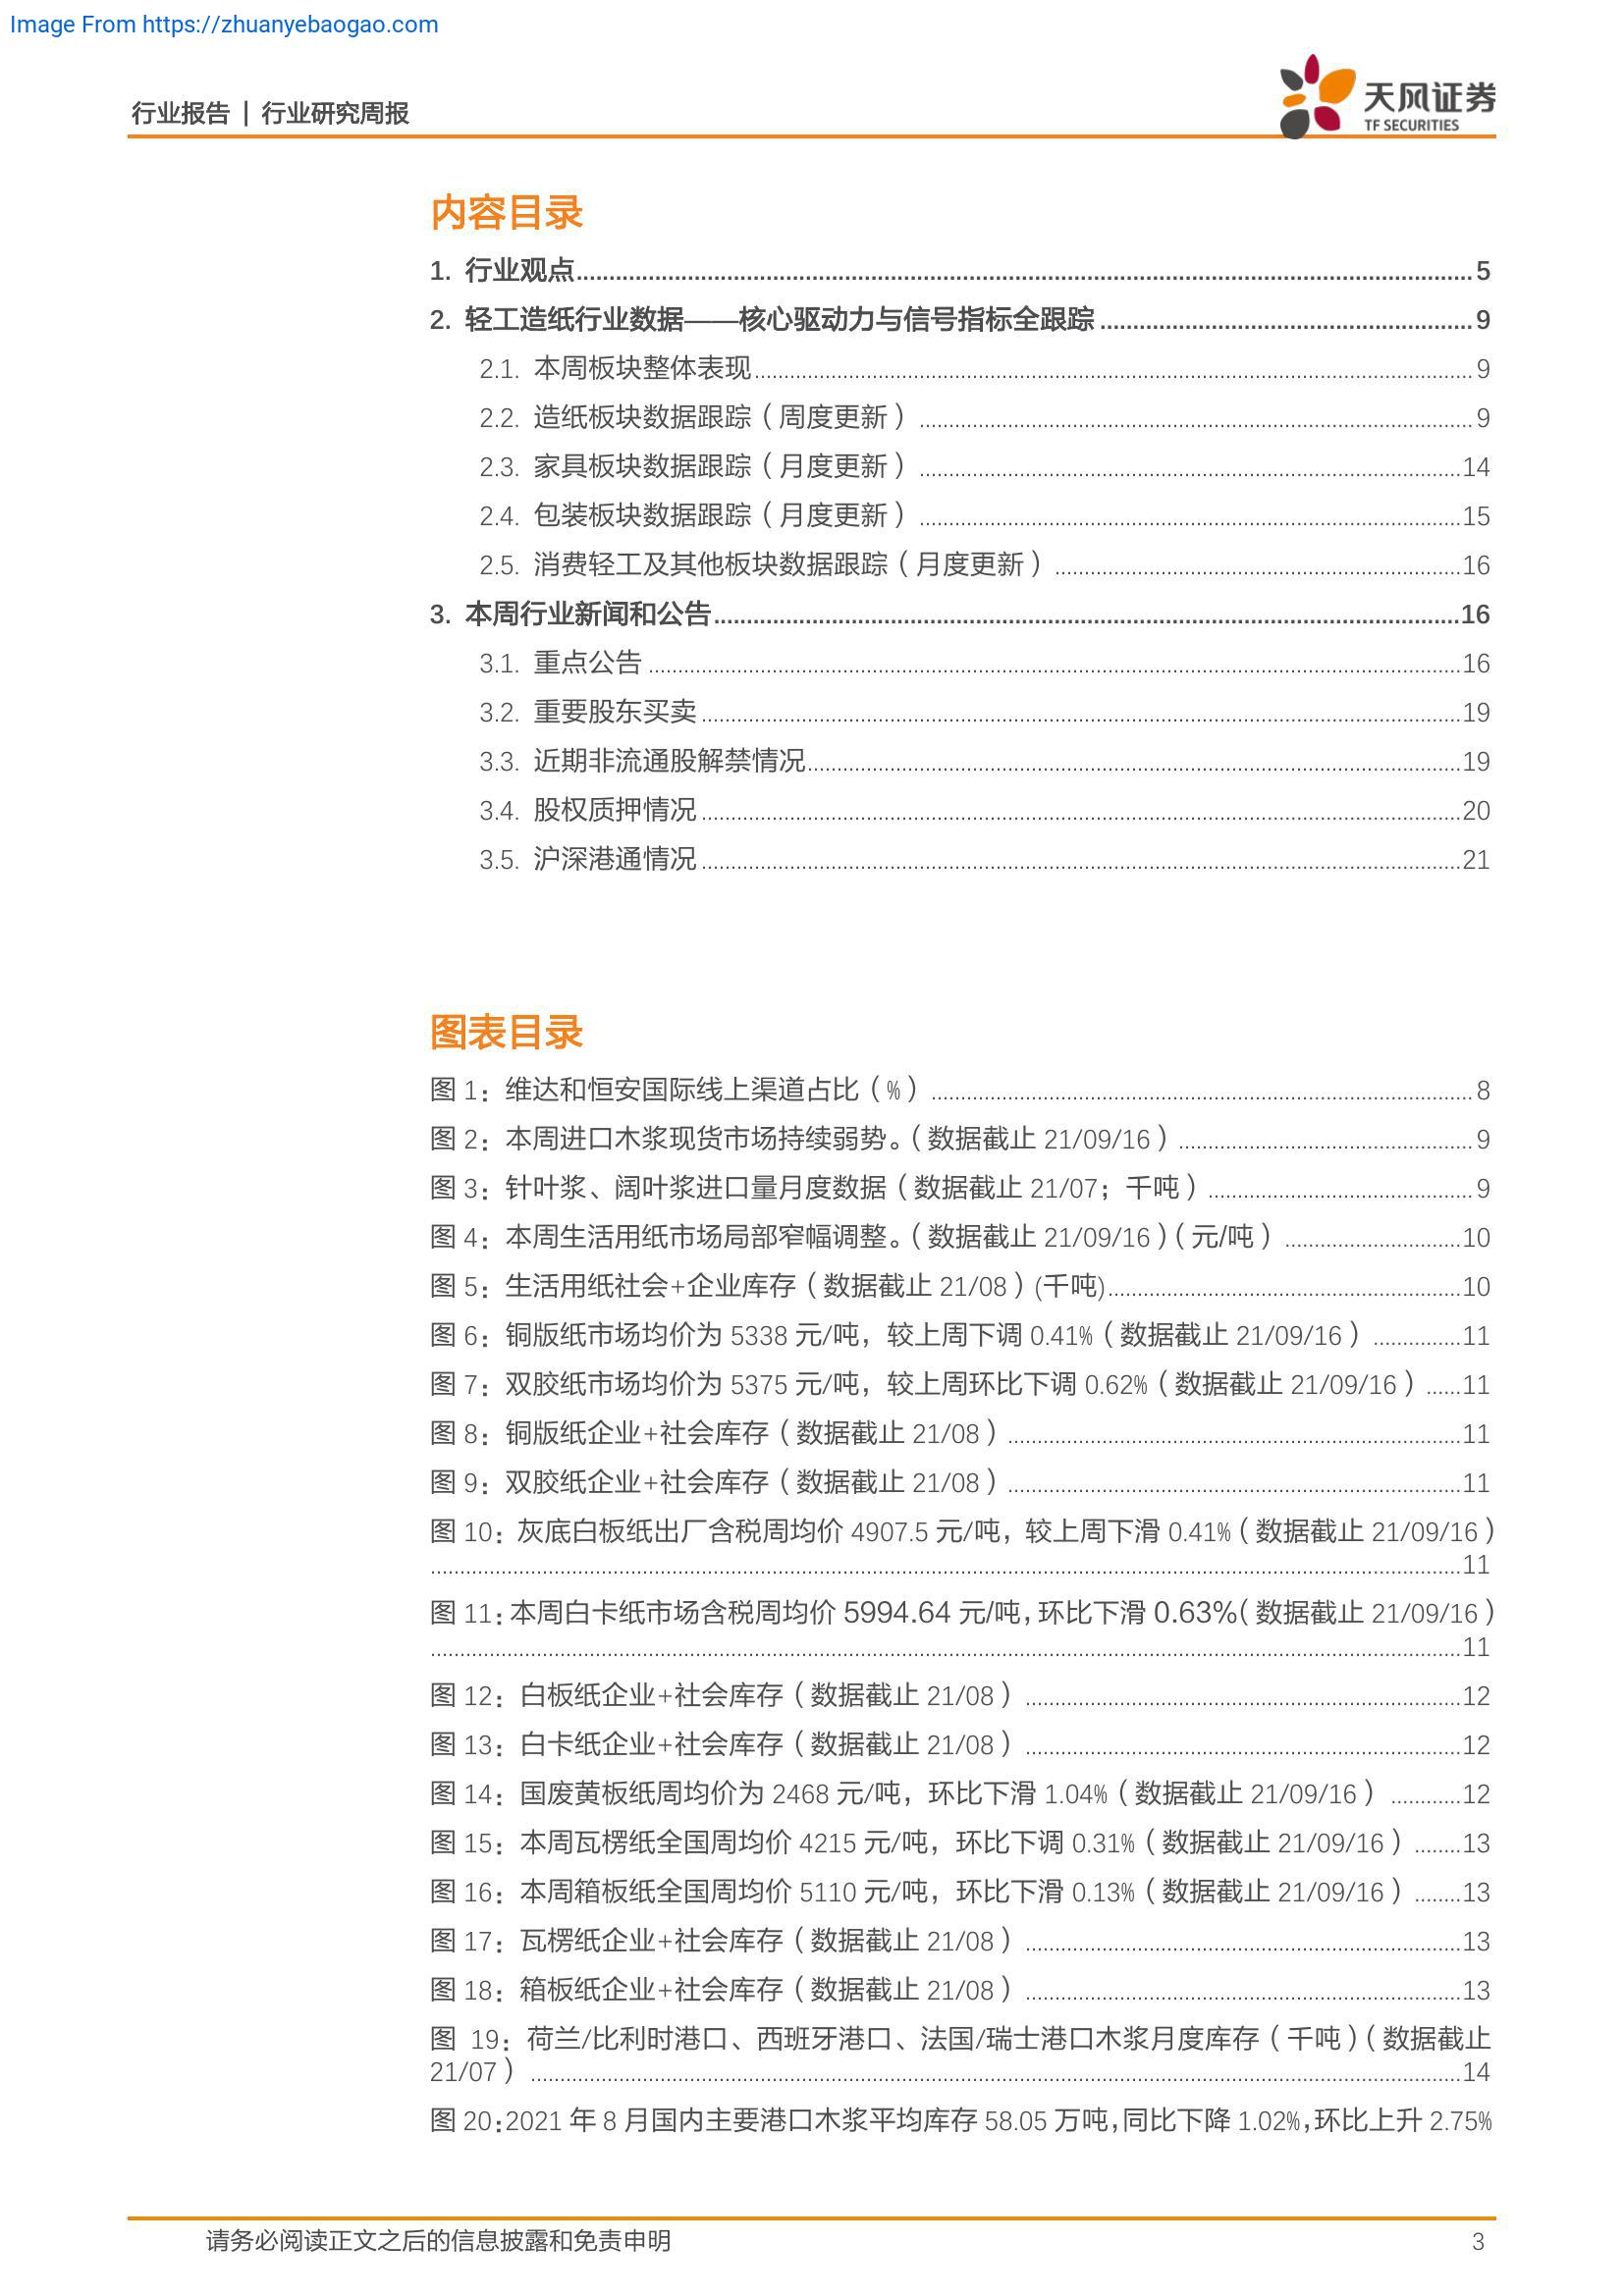 Image From https://zhuanyebaogao.com
行业报告 | 行业研究周报
天风证券
TF SECURITIES
内容目录
1. 行业观点 5
2. 轻工造纸行业数据——核心驱动力与信号指标全跟踪 9
2.1. 本周板块整体表现 9
2.2. 造纸板块数据跟踪（周度更新） 9
2.3. 家具板块数据跟踪（月度更新） 14
2.4. 包装板块数据跟踪（月度更新） 15
2.5. 消费轻工及其他板块数据跟踪（月度更新） 16
3. 本周行业新闻和公告 16
3.1. 重点公告 16
3.2. 重要股东买卖 19
3.3. 近期非流通股解禁情况 19
3.4. 股权质押情况 20
3.5. 沪深港通情况 21
图表目录
图 1：维达和恒安国际线上渠道占比（%） 8
图 2：本周进口木浆现货市场持续弱势。（数据截止 21/09/16） 9
图 3：针叶浆、阔叶浆进口量月度数据（数据截止 21/07；千吨） 9
图 4：本周生活用纸市场局部窄幅调整。（数据截止 21/09/16）（元/吨） 10
图 5：生活用纸社会+企业库存（数据截止 21/08）(千吨) 10
图 6：铜版纸市场均价为 5338 元/吨，较上周下调 0.41%（数据截止 21/09/16） 11
图 7：双胶纸市场均价为 5375 元/吨，较上周环比下调 0.62%（数据截止 21/09/16） 11
图 8：铜版纸企业+社会库存（数据截止 21/08） 11
图 9：双胶纸企业+社会库存（数据截止 21/08） 11
图 10：灰底白板纸出厂含税周均价 4907.5 元/吨，较上周下滑 0.41%（数据截止 21/09/16）
11
图 11：本周白卡纸市场含税周均价 5994.64 元/吨，环比下滑 0.63%（数据截止 21/09/16）
11
图 12：白板纸企业+社会库存（数据截止 21/08） 12
图 13：白卡纸企业+社会库存（数据截止 21/08） 12
图 14：国废黄板纸周均价为 2468 元/吨，环比下滑 1.04%（数据截止 21/09/16） 12
图 15：本周瓦楞纸全国周均价 4215 元/吨，环比下调 0.31%（数据截止 21/09/16） 13
图 16：本周箱板纸全国周均价 5110 元/吨，环比下滑 0.13%（数据截止 21/09/16） 13
图 17：瓦楞纸企业+社会库存（数据截止 21/08） 13
图 18：箱板纸企业+社会库存（数据截止 21/08） 13
图 19：荷兰/比利时港口、西班牙港口、法国/瑞士港口木浆月度库存（千吨）（数据截止
21/07） 14
图 20：2021 年 8 月国内主要港口木浆平均库存 58.05 万吨，同比下降 1.02%，环比上升 2.75%
请务必阅读正文之后的信息披露和免责申明 3